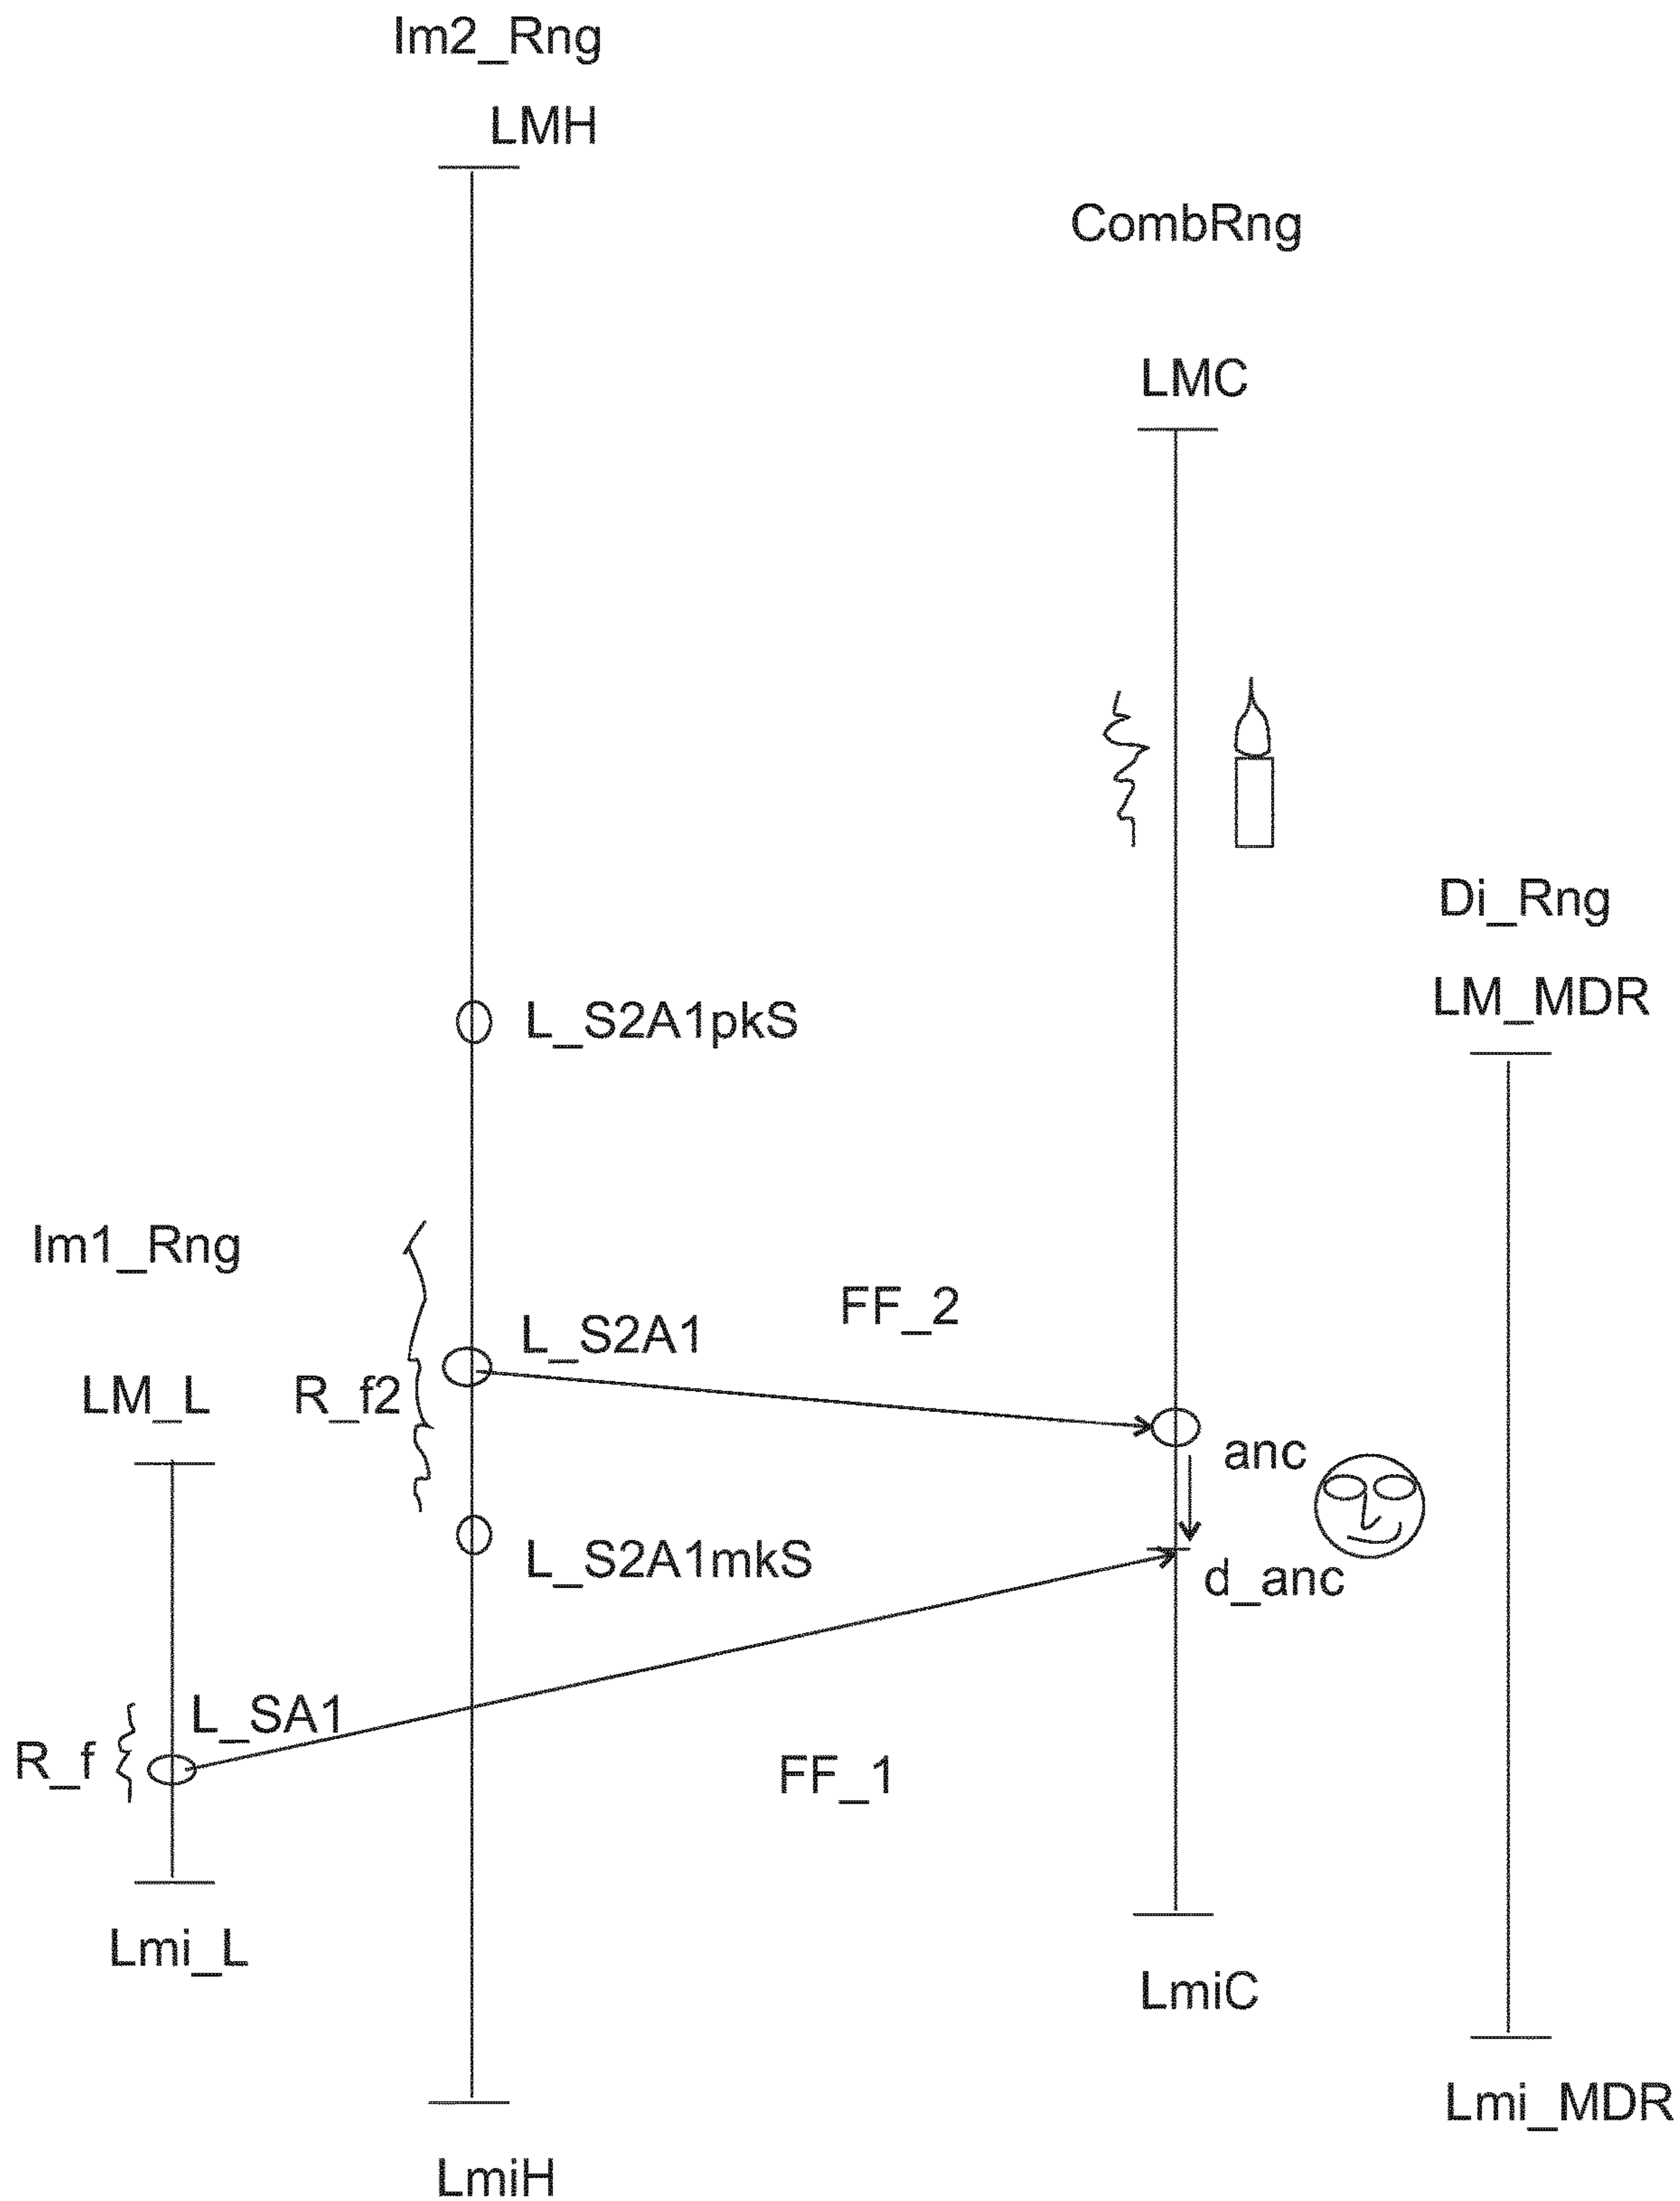 Im2_Rng
LMH
CombRng
LMC
Di_Rng
LM_MDR
L_S2A1pkS
Im1_Rng
FF_2
L_S2A1
LM_L
R_f2
anc
L_S2A1mkS
d_anc
L_SA1
R_f
FF_1
Lmi_L
LmiC
Lmi_MDR
LmiH